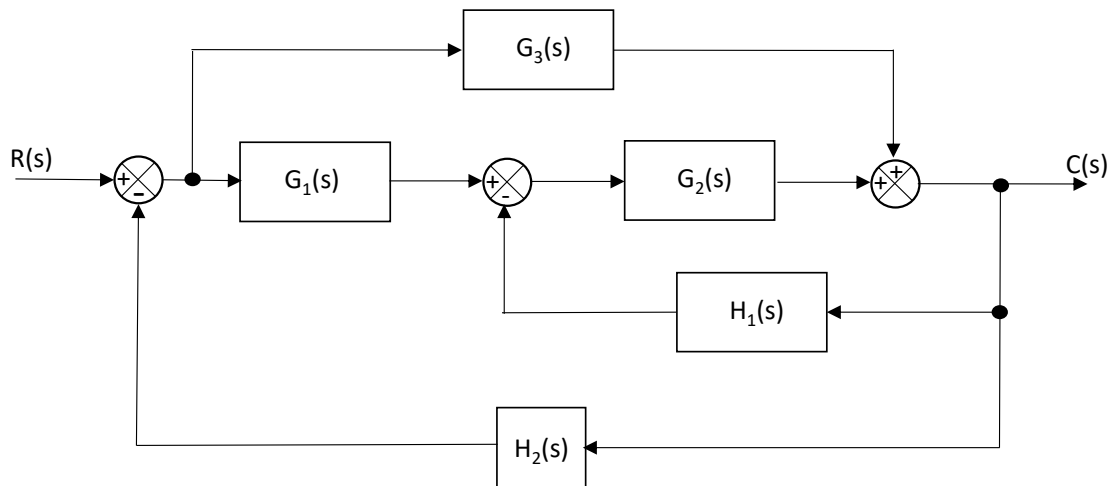 G₃(s)
R(s)
+
-
G₁(s)
+
-
G₂(s)
+
+
C(s)
H₁(s)
H₂(s)